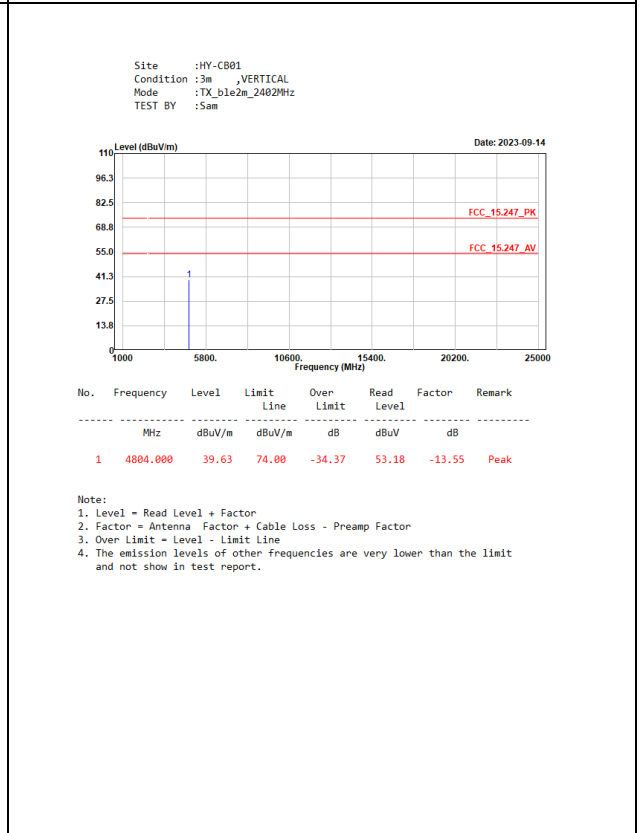 Site :HY-CB01
Condition :3m ,VERTICAL
Mode :TX_ble2m_2402MHz
TEST BY :Sam
Level (dBuV/m) Date: 2023-09-14
110
96.3
82.5
FCC_15.247_PK
68.8
FCC_15.247_AV
55.0
41.3
1
27.5
13.8
0
1000 5800. 10600. 15400. 20200. 25000
Frequency (MHz)
No. Frequency Level Limit Over Read Factor Remark
Line Limit Level
------ ----------- -------- --------- --------- -------- -------- ---------
MHz dBuV/m dBuV/m dB dBuV dB
1 4804.000 39.63 74.00 -34.37 53.18 -13.55 Peak
Note:
1. Level = Read Level + Factor
2. Factor = Antenna Factor + Cable Loss - Preamp Factor
3. Over Limit = Level - Limit Line
4. The emission levels of other frequencies are very lower than the limit
and not show in test report.